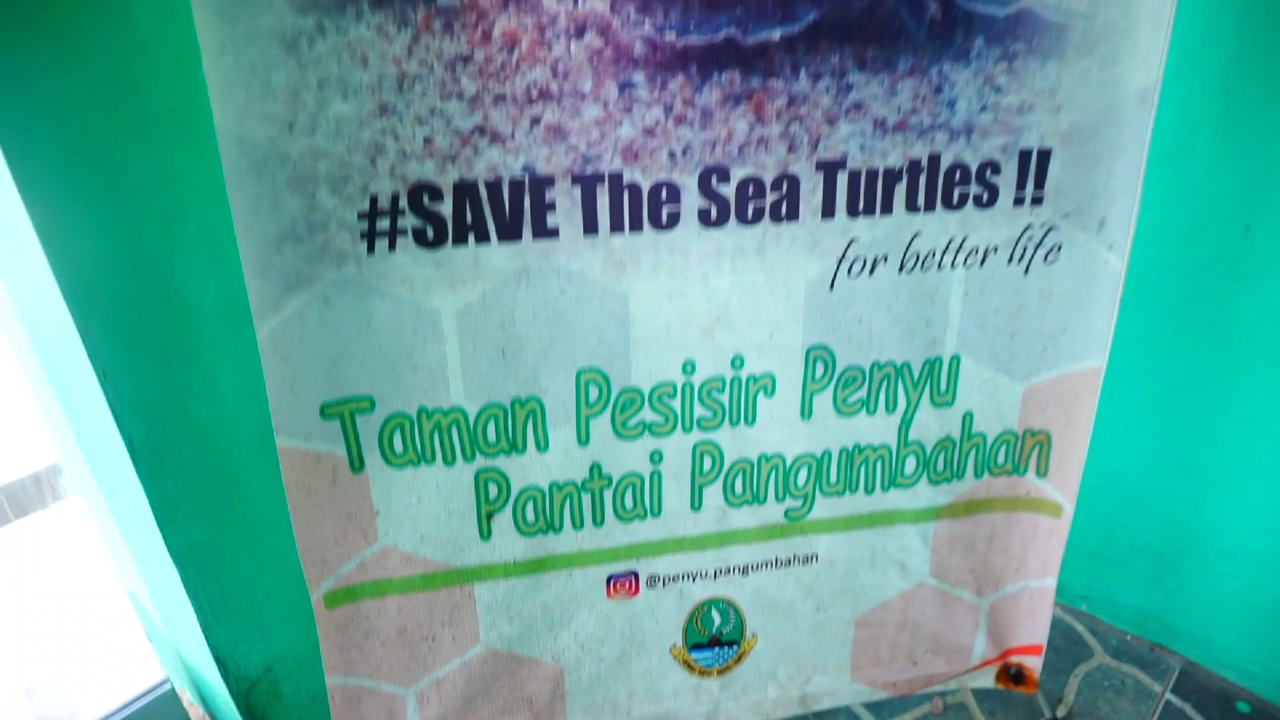 #SAVE The Sea Turtles !!
for better life
Taman Pesisir Penyu
Pantai Pangumbahan
@penyu.pangumbahan